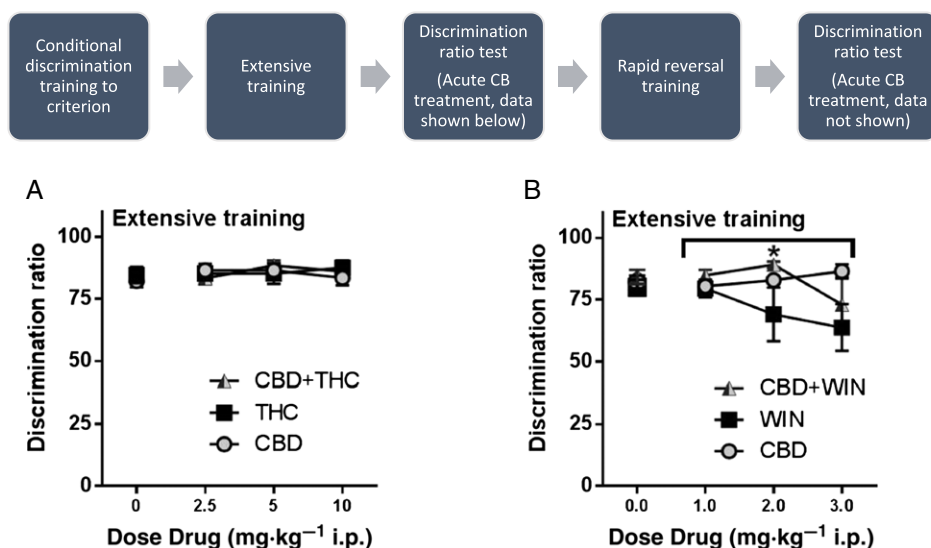 Conditional
discrimination
training to
criterion
Extensive
training
Discrimination
ratio test
(Acute CB
treatment, data
shown below)
Rapid reversal
training
Discrimination
ratio test
(Acute CB
treatment, data
not shown)
A
Extensive training
Discrimination ratio
100
75
50
25
0
CBD+THC
THC
CBD
0 2.5 5 10
Dose Drug (mg·kg⁻¹ i.p.)
B
Extensive training
*
Discrimination ratio
100
75
50
25
0
CBD+WIN
WIN
CBD
0.0 1.0 2.0 3.0
Dose Drug (mg·kg⁻¹ i.p.)